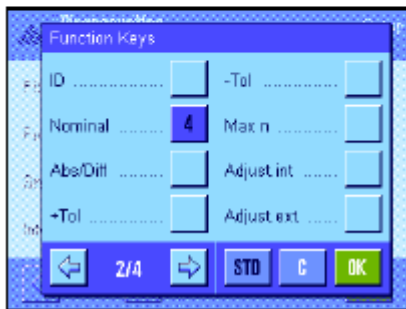 Function Keys
ID ................
Nominal .......... 4
Abs/Diff ..........
+Tol ..............
-Tol ..............
Max n ...........
Adjust int ......
Adjust ext ......
2/4 STD C OK